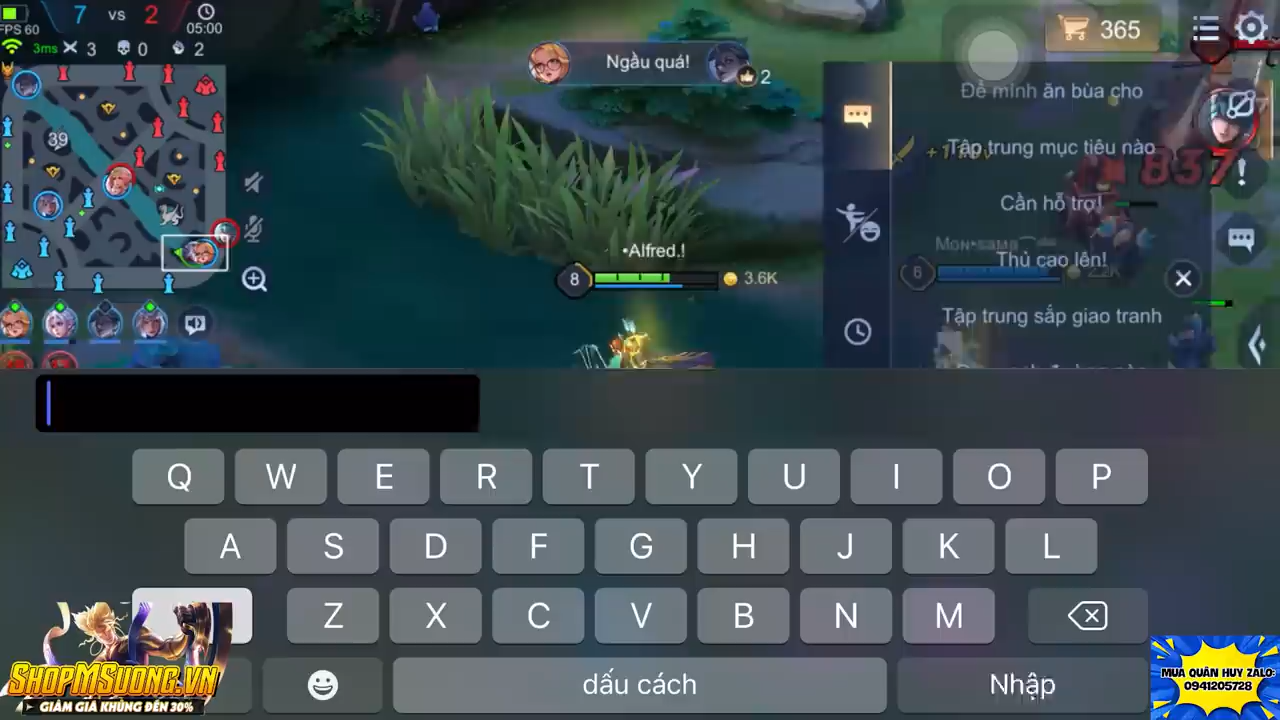 7 vs 2
05:00
FPS 60
3ms 3 0 2
365
Ngầu quá!
2
Để mình ăn bùa cho
39
Tập trung mục tiêu nào
837
Cần hỗ trợ!
•Alfred.!
Thủ cao lên!
8
3.6K
6
Tập trung sắp giao tranh
Q W E R T Y U I O P
A S D F G H J K L
Z X C V B N M
dấu cách
Nhập
SHOPMSUONG.VN
GIẢM GIÁ KHỦNG ĐẾN 30%
MUA QUÂN HUY ZALO:
0941205728